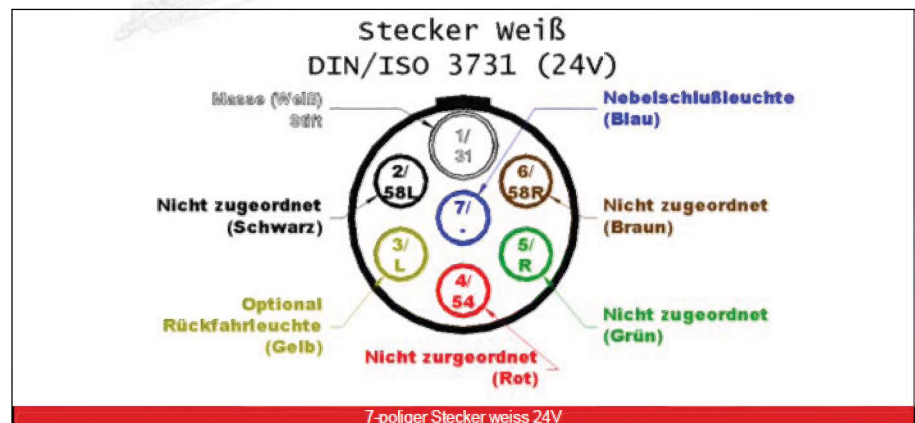 Stecker Weiß
DIN/ISO 3731 (24V)
Masse (Weiß)
Stift
Nebelschlußleuchte
(Blau)
1/
31
2/
58L
6/
58R
7/
-
Nicht zugeordnet
(Schwarz)
Nicht zugeordnet
(Braun)
3/
L
5/
R
4/
54
Optional
Rückfahrleuchte
(Gelb)
Nicht zugeordnet
(Grün)
Nicht zurgeordnet
(Rot)
7-poliger Stecker weiss 24V